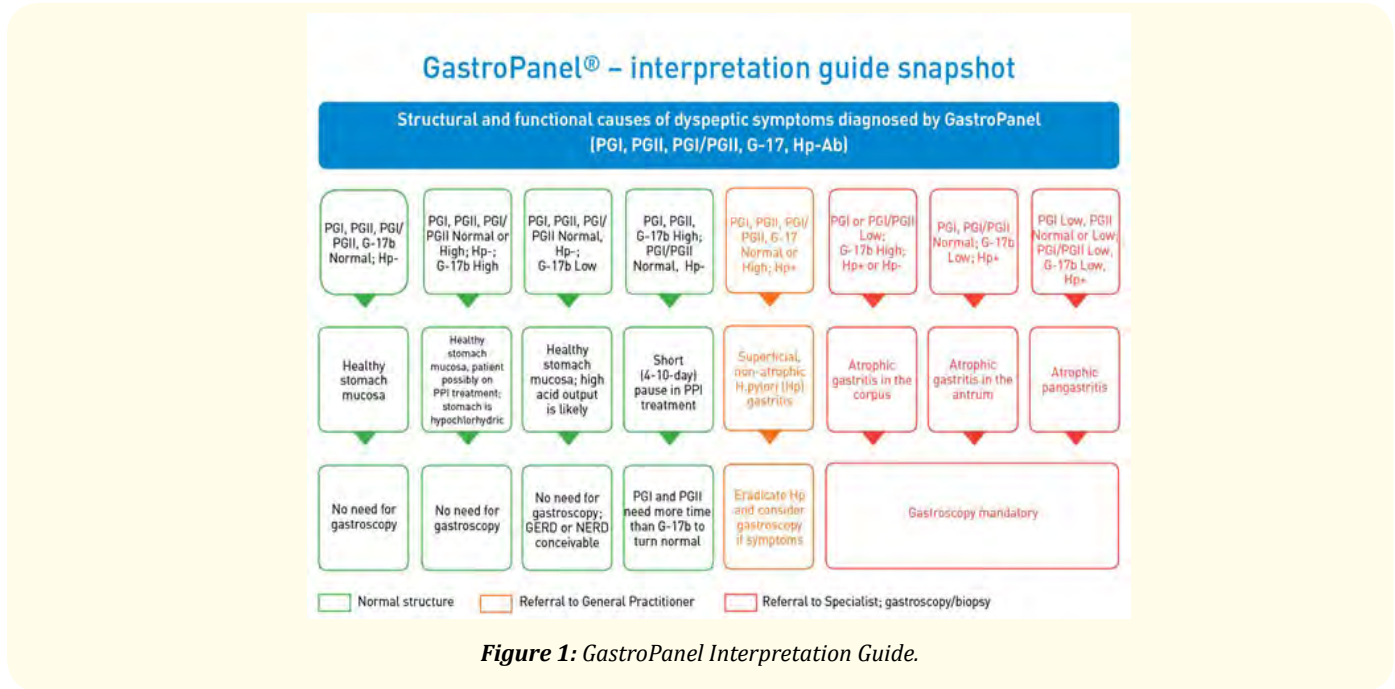 GastroPanel® – interpretation guide snapshot
Structural and functional causes of dyspeptic symptoms diagnosed by GastroPanel
(PGI, PGII, PGI/PGII, G-17, Hp-Ab)
PGI, PGII, PGI/
PGII, G-17b
Normal; Hp-
PGI, PGII, PGI/
PGII Normal or
High; Hp-;
G-17b High
PGI, PGII, PGI/
PGII Normal,
Hp-;
G-17b Low
PGI, PGII,
G-17b High;
PGI/PGII
Normal, Hp-
PGI, PGII, PGI/
PGII, G-17
Normal or
High; Hp+
PGI or PGI/PGII
Low;
G-17b High;
Hp+ or Hp-
PGI, PGI/PGII
Normal; G-17b
Low; Hp+
PGI Low, PGII
Normal or Low;
PGI/PGII Low,
G-17b Low,
Hp+
Healthy
stomach
mucosa
Healthy
stomach
mucosa, patient
possibly on
PPI treatment;
stomach is
hypochlorhydric
Healthy
stomach
mucosa; high
acid output
is likely
Short
(4-10-day)
pause in PPI
treatment
Superficial,
non-atrophic
H.pylori (Hp)
gastritis
Atrophic
gastritis in the
corpus
Atrophic
gastritis in the
antrum
Atrophic
pangastritis
No need for
gastroscopy
No need for
gastroscopy
No need for
gastroscopy;
GERD or NERD
conceivable
PGI and PGII
need more time
than G-17b to
turn normal
Eradicate Hp
and consider
gastroscopy
if symptoms
Gastroscopy mandatory
Normal structure
Referral to General Practitioner
Referral to Specialist; gastroscopy/biopsy
Figure 1: GastroPanel Interpretation Guide.